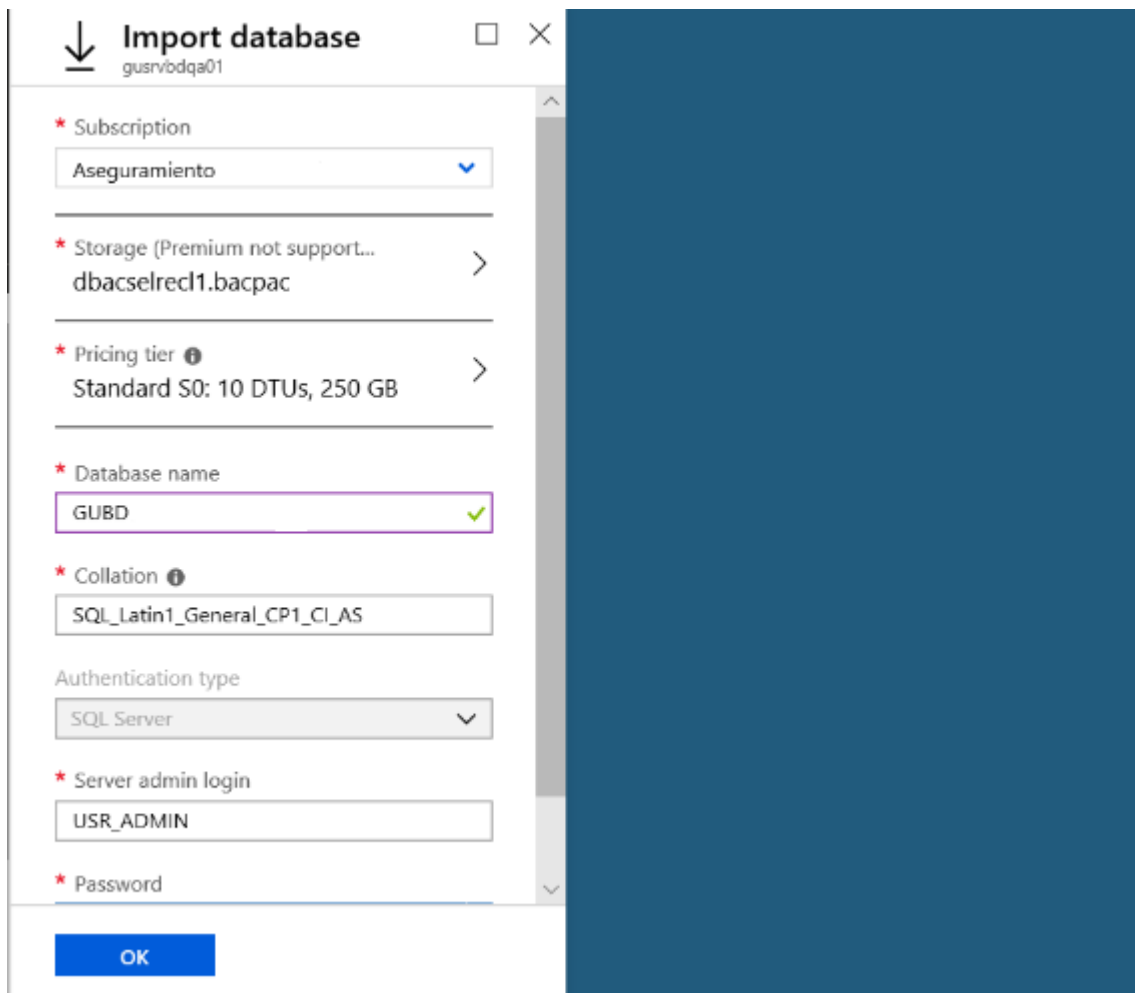 Import database
gusrvbdqa01
* Subscription
Aseguramiento
* Storage (Premium not support...
dbacselrecl1.bacpac
* Pricing tier
Standard S0: 10 DTUs, 250 GB
* Database name
GUBD
* Collation
SQL_Latin1_General_CP1_CI_AS
Authentication type
SQL Server
* Server admin login
USR_ADMIN
* Password
OK